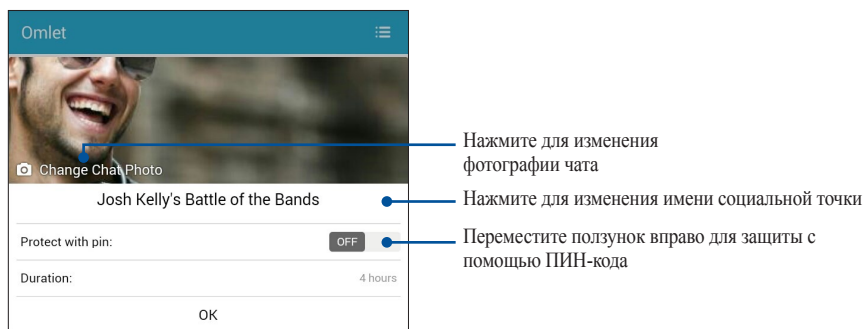 Omlet
Change Chat Photo
Josh Kelly's Battle of the Bands
Protect with pin:
OFF
Duration:
4 hours
OK
Нажмите для изменения
фотографии чата
Нажмите для изменения имени социальной точки
Переместите ползунок вправо для защиты с
помощью ПИН-кода